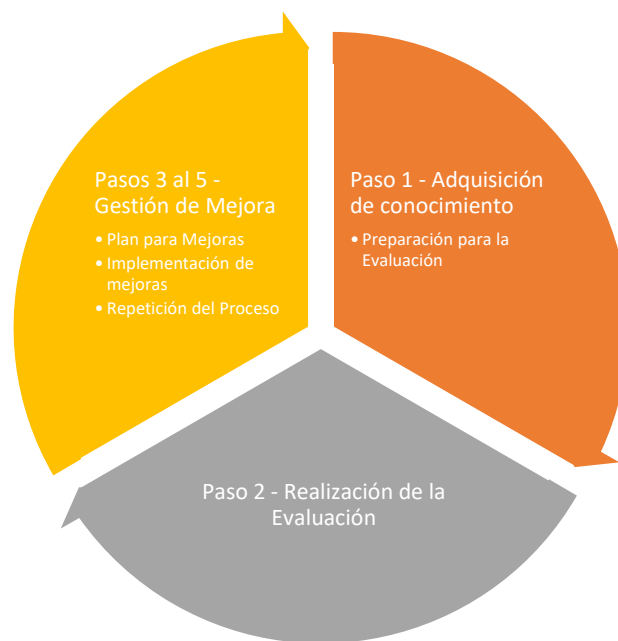 Paso 1 - Adquisición
de conocimiento
• Preparación para la
Evaluación
Paso 2 - Realización de la
Evaluación
Pasos 3 al 5 -
Gestión de Mejora
• Plan para Mejoras
• Implementación de
mejoras
• Repetición del Proceso